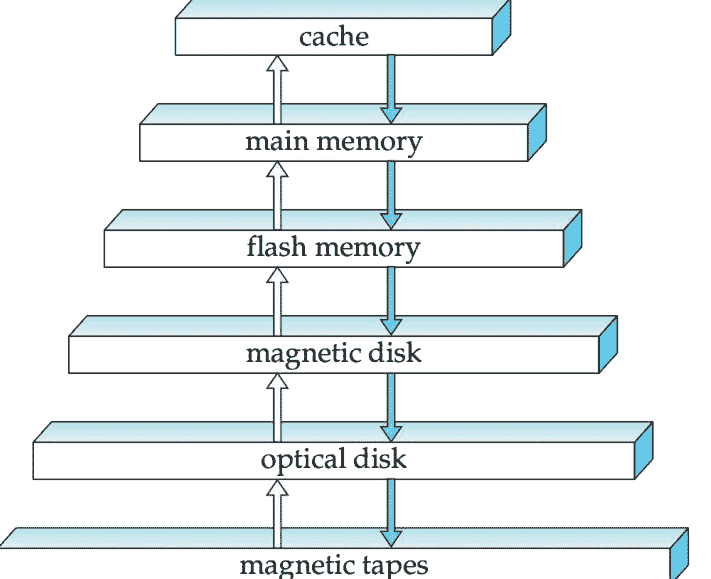 cache
main memory
flash memory
magnetic disk
optical disk
magnetic tapes